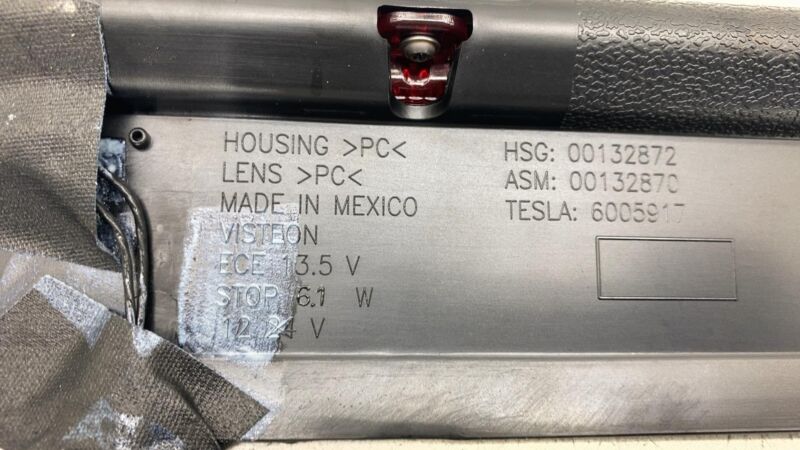 HOUSING >PC<
LENS >PC<
MADE IN MEXICO
VISTEON
ECE 13.5 V
STOP 6.1 W
12 24 V
HSG: 00132872
ASM: 00132870
TESLA: 6005917